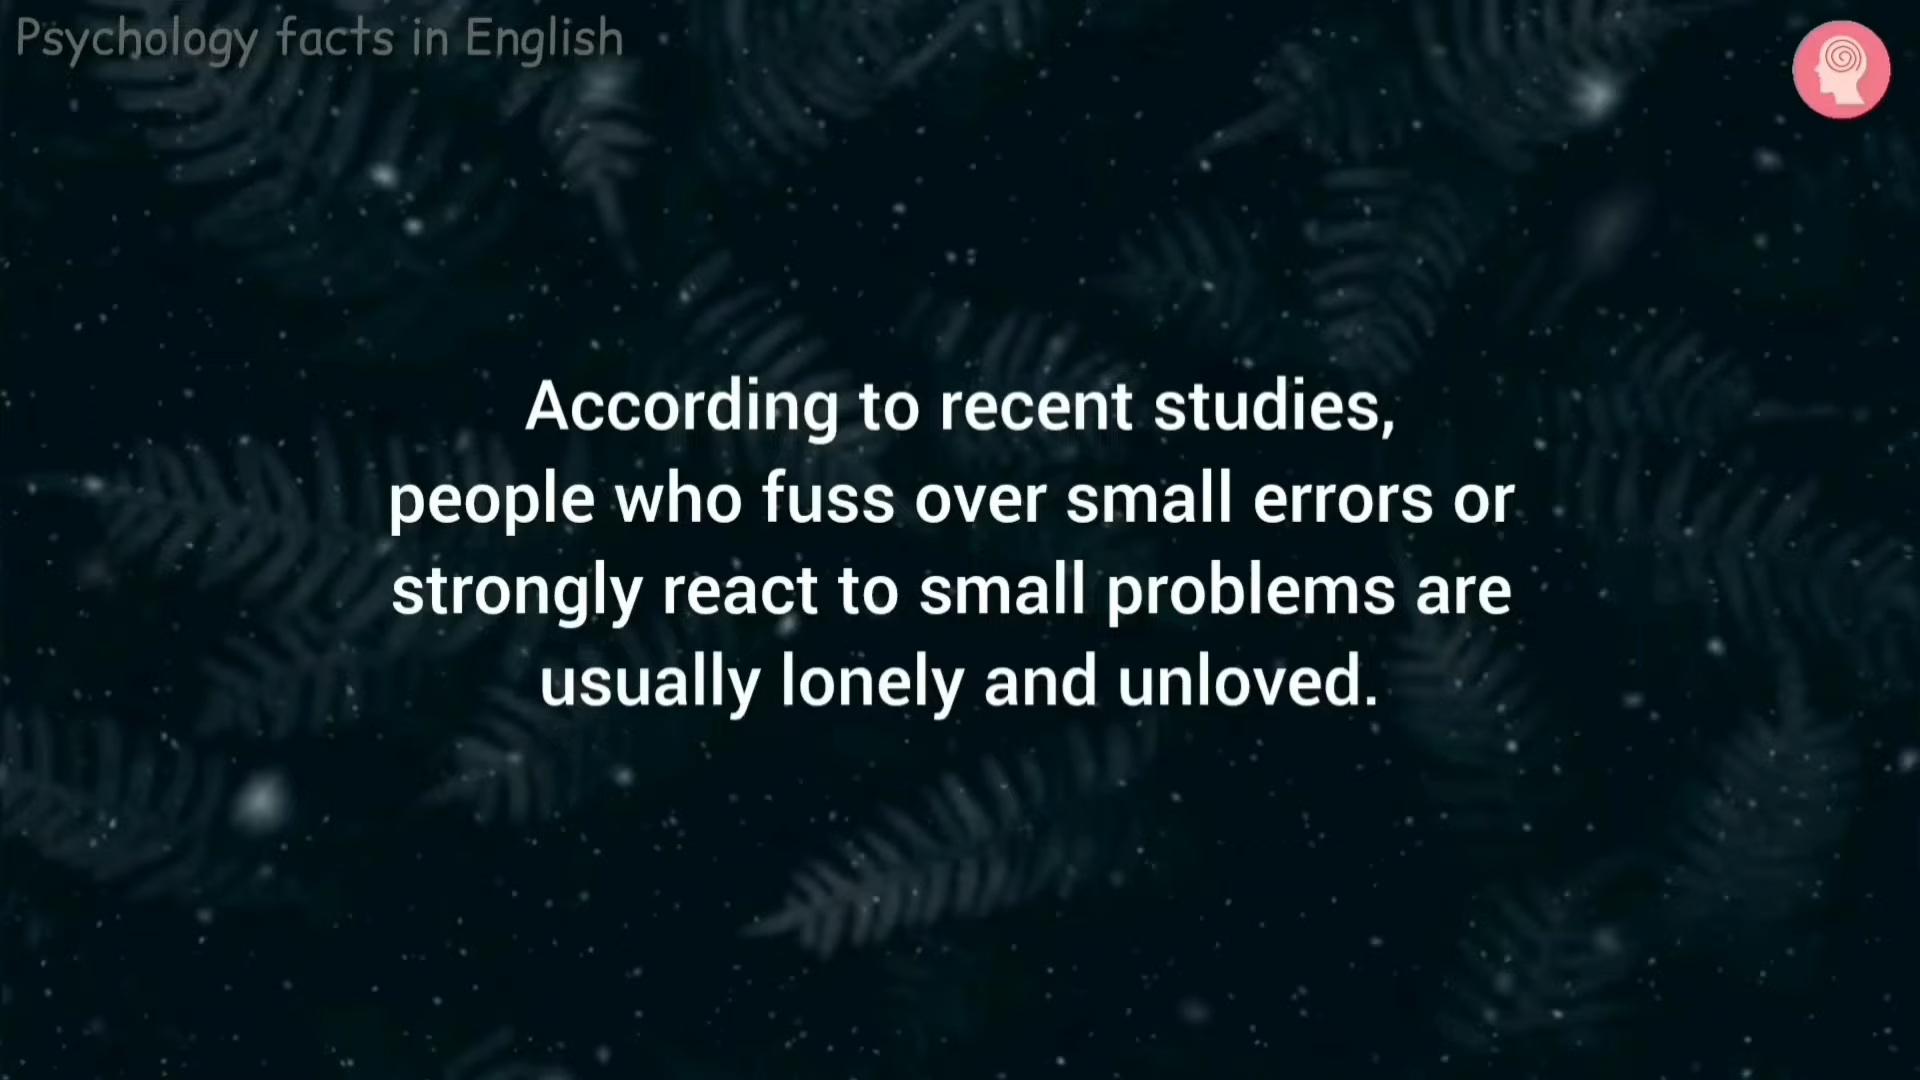 Psychology facts in English
According to recent studies,
people who fuss over small errors or
strongly react to small problems are
usually lonely and unloved.